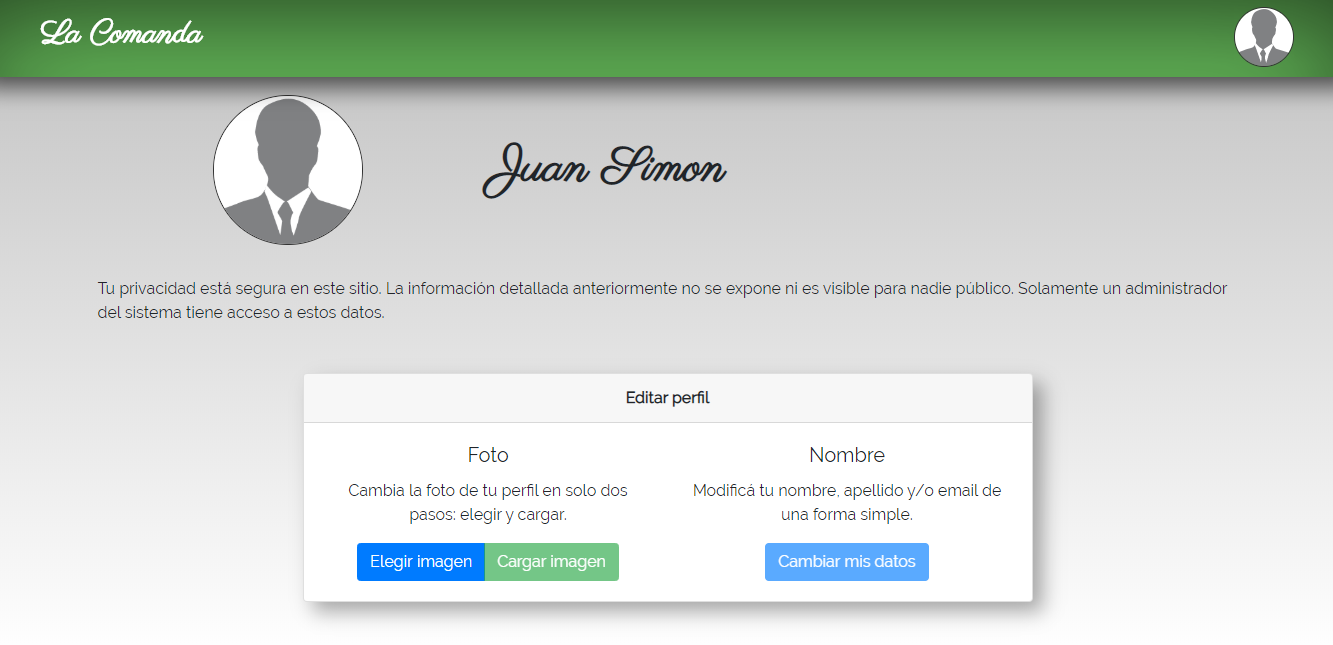 La Comanda
Juan Simon
Tu privacidad está segura en este sitio. La información detallada anteriormente no se expone ni es visible para nadie público. Solamente un administrador
del sistema tiene acceso a estos datos.
Editar perfil
Foto
Cambia la foto de tu perfil en solo dos
pasos: elegir y cargar.
Elegir imagen
Cargar imagen
Nombre
Modificá tu nombre, apellido y/o email de
una forma simple.
Cambiar mis datos